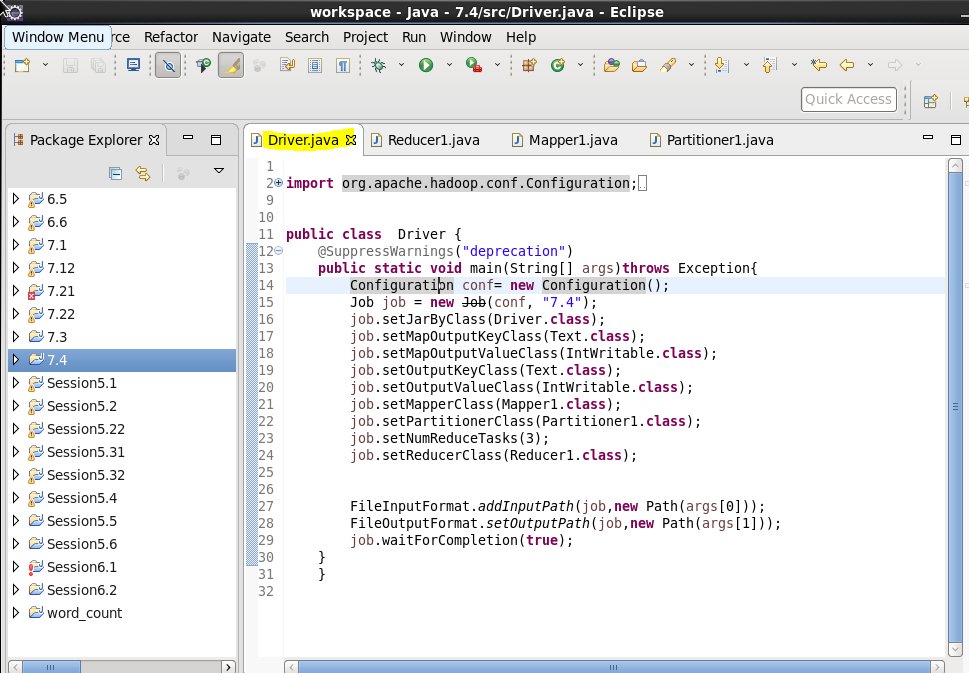 workspace - Java - 7.4/src/Driver.java - Eclipse
Window Menu rce Refactor Navigate Search Project Run Window Help
Quick Access
Package Explorer
Driver.java Reducer1.java Mapper1.java Partitioner1.java
6.5
6.6
7.1
7.12
7.21
7.22
7.3
7.4
Session5.1
Session5.2
Session5.22
Session5.31
Session5.32
Session5.4
Session5.5
Session5.6
Session6.1
Session6.2
word_count
1
2 import org.apache.hadoop.conf.Configuration;
9
10
11 public class  Driver {
12     @SuppressWarnings("deprecation")
13     public static void main(String[] args)throws Exception{
14         Configuration conf= new Configuration();
15         Job job = new Job(conf, "7.4");
16         job.setJarByClass(Driver.class);
17         job.setMapOutputKeyClass(Text.class);
18         job.setMapOutputValueClass(IntWritable.class);
19         job.setOutputKeyClass(Text.class);
20         job.setOutputValueClass(IntWritable.class);
21         job.setMapperClass(Mapper1.class);
22         job.setPartitionerClass(Partitioner1.class);
23         job.setNumReduceTasks(3);
24         job.setReducerClass(Reducer1.class);
25
26
27         FileInputFormat.addInputPath(job,new Path(args[0]));
28         FileOutputFormat.setOutputPath(job,new Path(args[1]));
29         job.waitForCompletion(true);
30     }
31     }
32